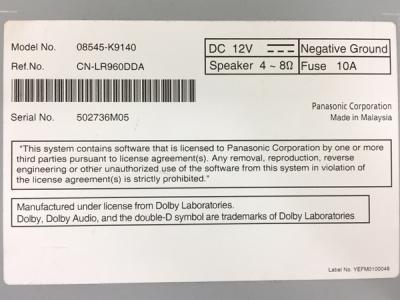 Model No. 08545-K9140
DC 12V ⎓ Negative Ground
Ref.No. CN-LR960DDA
Speaker 4 ~ 8Ω Fuse 10A
Panasonic Corporation
Serial No. 502736M05
Made in Malaysia
"This system contains software that is licensed to Panasonic Corporation by one or more
third parties pursuant to license agreement(s). Any removal, reproduction, reverse
engineering or other unauthorized use of the software from this system in violation of
the license agreement(s) is strictly prohibited."
Manufactured under license from Dolby Laboratories.
Dolby, Dolby Audio, and the double-D symbol are trademarks of Dolby Laboratories
Label No. YEFM0100048